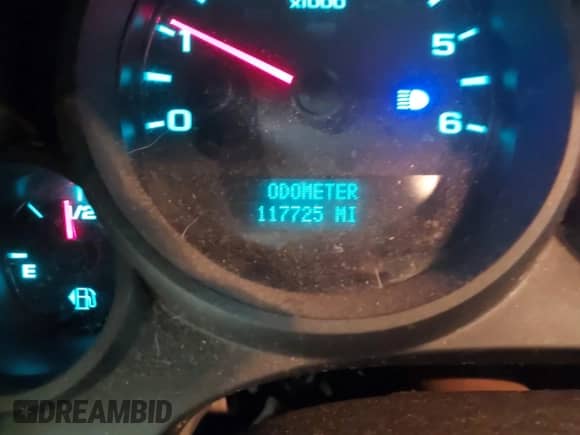 x1000
1
5
0
6
ODOMETER
117725 MI
1/2
E
DREAMBID